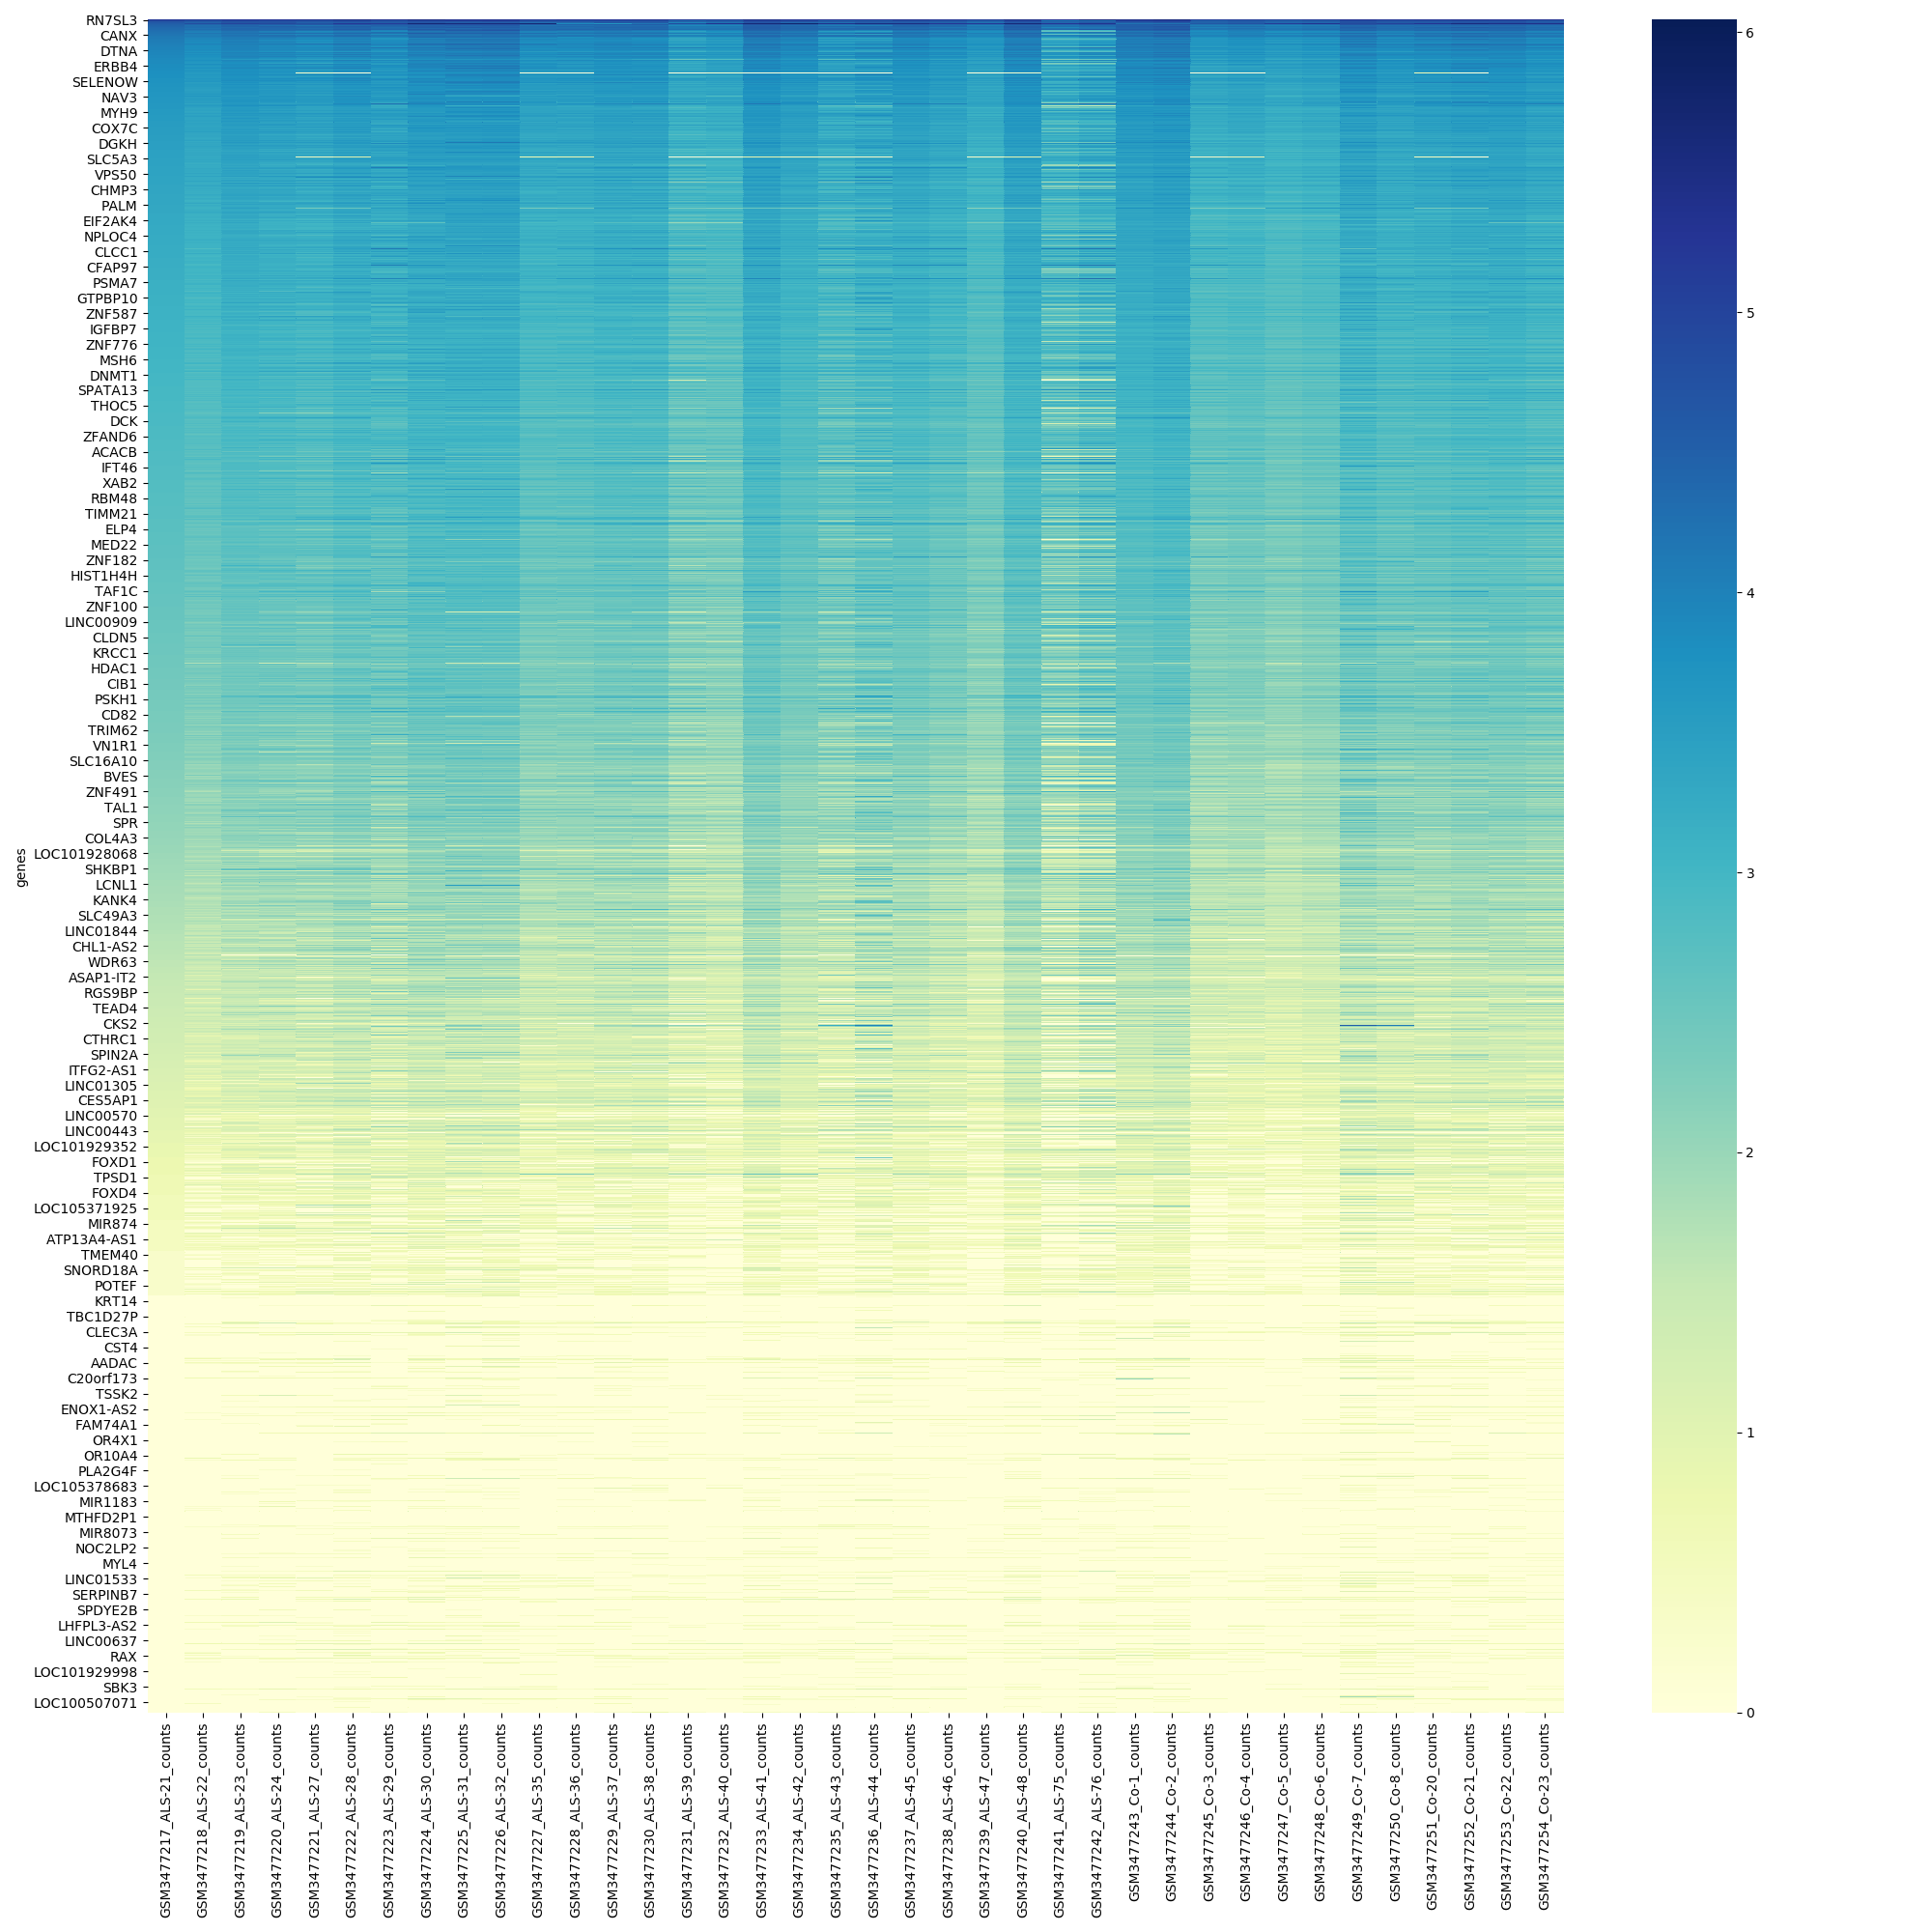 genes
RN7SL3
CANX
DTNA
ERBB4
SELENOW
NAV3
MYH9
COX7C
DGKH
SLC5A3
VPS50
CHMP3
PALM
EIF2AK4
NPLOC4
CLCC1
CFAP97
PSMA7
GTPBP10
ZNF587
IGFBP7
ZNF776
MSH6
DNMT1
SPATA13
THOC5
DCK
ZFAND6
ACACB
IFT46
XAB2
RBM48
TIMM21
ELP4
MED22
ZNF182
HIST1H4H
TAF1C
ZNF100
LINC00909
CLDN5
KRCC1
HDAC1
CIB1
PSKH1
CD82
TRIM62
VN1R1
SLC16A10
BVES
ZNF491
TAL1
SPR
COL4A3
LOC101928068
SHKBP1
LCNL1
KANK4
SLC49A3
LINC01844
CHL1-AS2
WDR63
ASAP1-IT2
RGS9BP
TEAD4
CKS2
CTHRC1
SPIN2A
ITFG2-AS1
LINC01305
CES5AP1
LINC00570
LINC00443
LOC101929352
FOXD1
TPSD1
FOXD4
LOC105371925
MIR874
ATP13A4-AS1
TMEM40
SNORD18A
POTEF
KRT14
TBC1D27P
CLEC3A
CST4
AADAC
C20orf173
TSSK2
ENOX1-AS2
FAM74A1
OR4X1
OR10A4
PLA2G4F
LOC105378683
MIR1183
MTHFD2P1
MIR8073
NOC2LP2
MYL4
LINC01533
SERPINB7
SPDYE2B
LHFPL3-AS2
LINC00637
RAX
LOC101929998
SBK3
LOC100507071
GSM3477217_ALS-21_counts
GSM3477218_ALS-22_counts
GSM3477219_ALS-23_counts
GSM3477220_ALS-24_counts
GSM3477221_ALS-27_counts
GSM3477222_ALS-28_counts
GSM3477223_ALS-29_counts
GSM3477224_ALS-30_counts
GSM3477225_ALS-31_counts
GSM3477226_ALS-32_counts
GSM3477227_ALS-35_counts
GSM3477228_ALS-36_counts
GSM3477229_ALS-37_counts
GSM3477230_ALS-38_counts
GSM3477231_ALS-39_counts
GSM3477232_ALS-40_counts
GSM3477233_ALS-41_counts
GSM3477234_ALS-42_counts
GSM3477235_ALS-43_counts
GSM3477236_ALS-44_counts
GSM3477237_ALS-45_counts
GSM3477238_ALS-46_counts
GSM3477239_ALS-47_counts
GSM3477240_ALS-48_counts
GSM3477241_ALS-75_counts
GSM3477242_ALS-76_counts
GSM3477243_Co-1_counts
GSM3477244_Co-2_counts
GSM3477245_Co-3_counts
GSM3477246_Co-4_counts
GSM3477247_Co-5_counts
GSM3477248_Co-6_counts
GSM3477249_Co-7_counts
GSM3477250_Co-8_counts
GSM3477251_Co-20_counts
GSM3477252_Co-21_counts
GSM3477253_Co-22_counts
GSM3477254_Co-23_counts
6
5
4
3
2
1
0